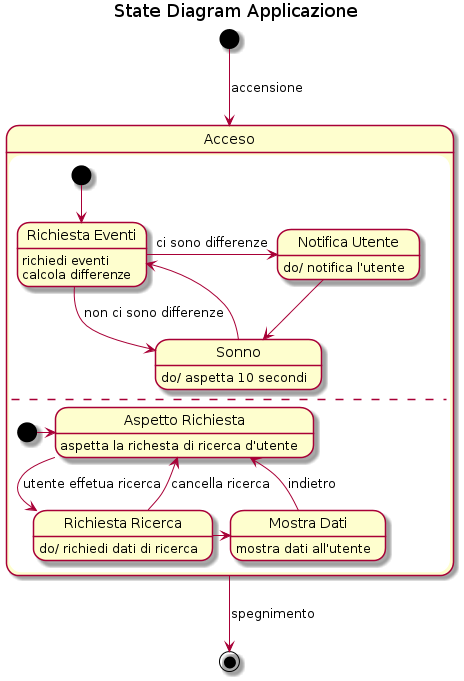 State Diagram Applicazione
accensione
Acceso
Richiesta Eventi
richiedi eventi
calcola differenze
ci sono differenze
Notifica Utente
do/ notifica l'utente
non ci sono differenze
Sonno
do/ aspetta 10 secondi
Aspetto Richiesta
aspetta la richesta di ricerca d'utente
utente effetua ricerca
cancella ricerca
indietro
Richiesta Ricerca
do/ richiedi dati di ricerca
Mostra Dati
mostra dati all'utente
spegnimento